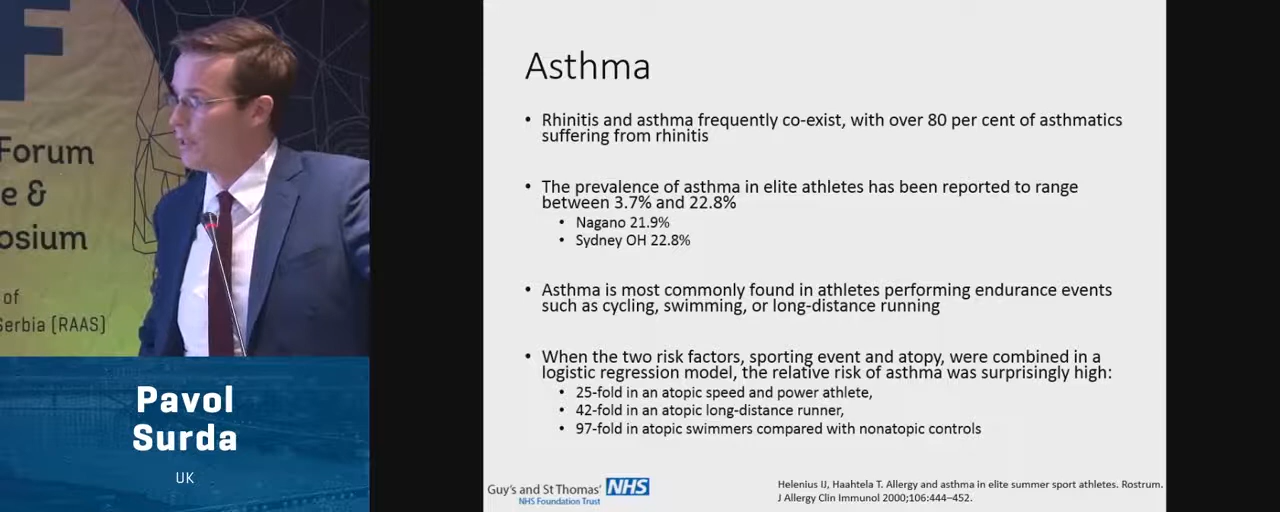 F
Forum
e &
osium
of
Serbia (RAAS)
Pavol
Surda
UK
Asthma
• Rhinitis and asthma frequently co-exist, with over 80 per cent of asthmatics
suffering from rhinitis
• The prevalence of asthma in elite athletes has been reported to range
between 3.7% and 22.8%
• Nagano 21.9%
• Sydney OH 22.8%
• Asthma is most commonly found in athletes performing endurance events
such as cycling, swimming, or long-distance running
• When the two risk factors, sporting event and atopy, were combined in a
logistic regression model, the relative risk of asthma was surprisingly high:
• 25-fold in an atopic speed and power athlete,
• 42-fold in an atopic long-distance runner,
• 97-fold in atopic swimmers compared with nonatopic controls
Guy's and St Thomas' NHS
NHS Foundation Trust
Helenius IJ, Haahtela T. Allergy and asthma in elite summer sport athletes. Rostrum.
J Allergy Clin Immunol 2000;106:444–452.